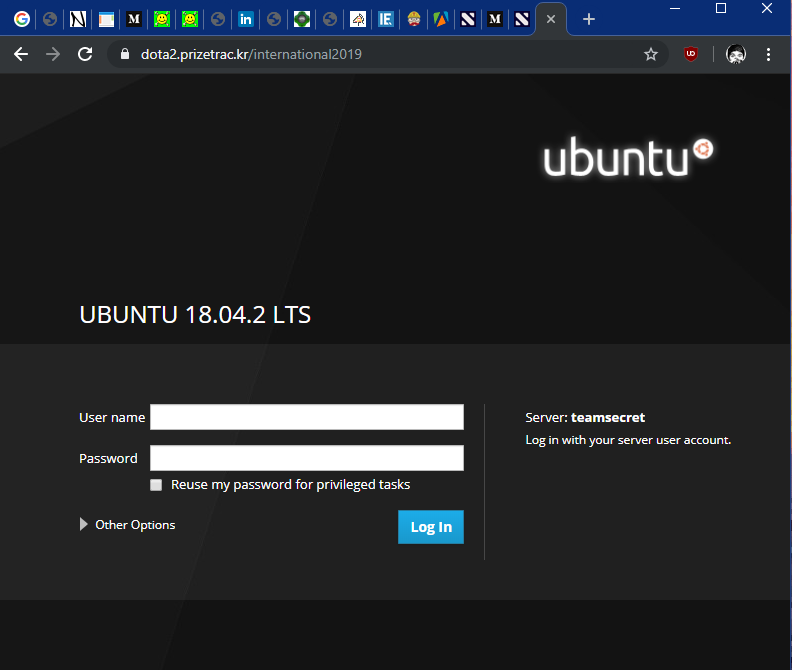 dota2.prizetrac.kr/international2019
ubuntu
UBUNTU 18.04.2 LTS
User name
Password
Reuse my password for privileged tasks
Other Options
Log In
Server: teamsecret
Log in with your server user account.